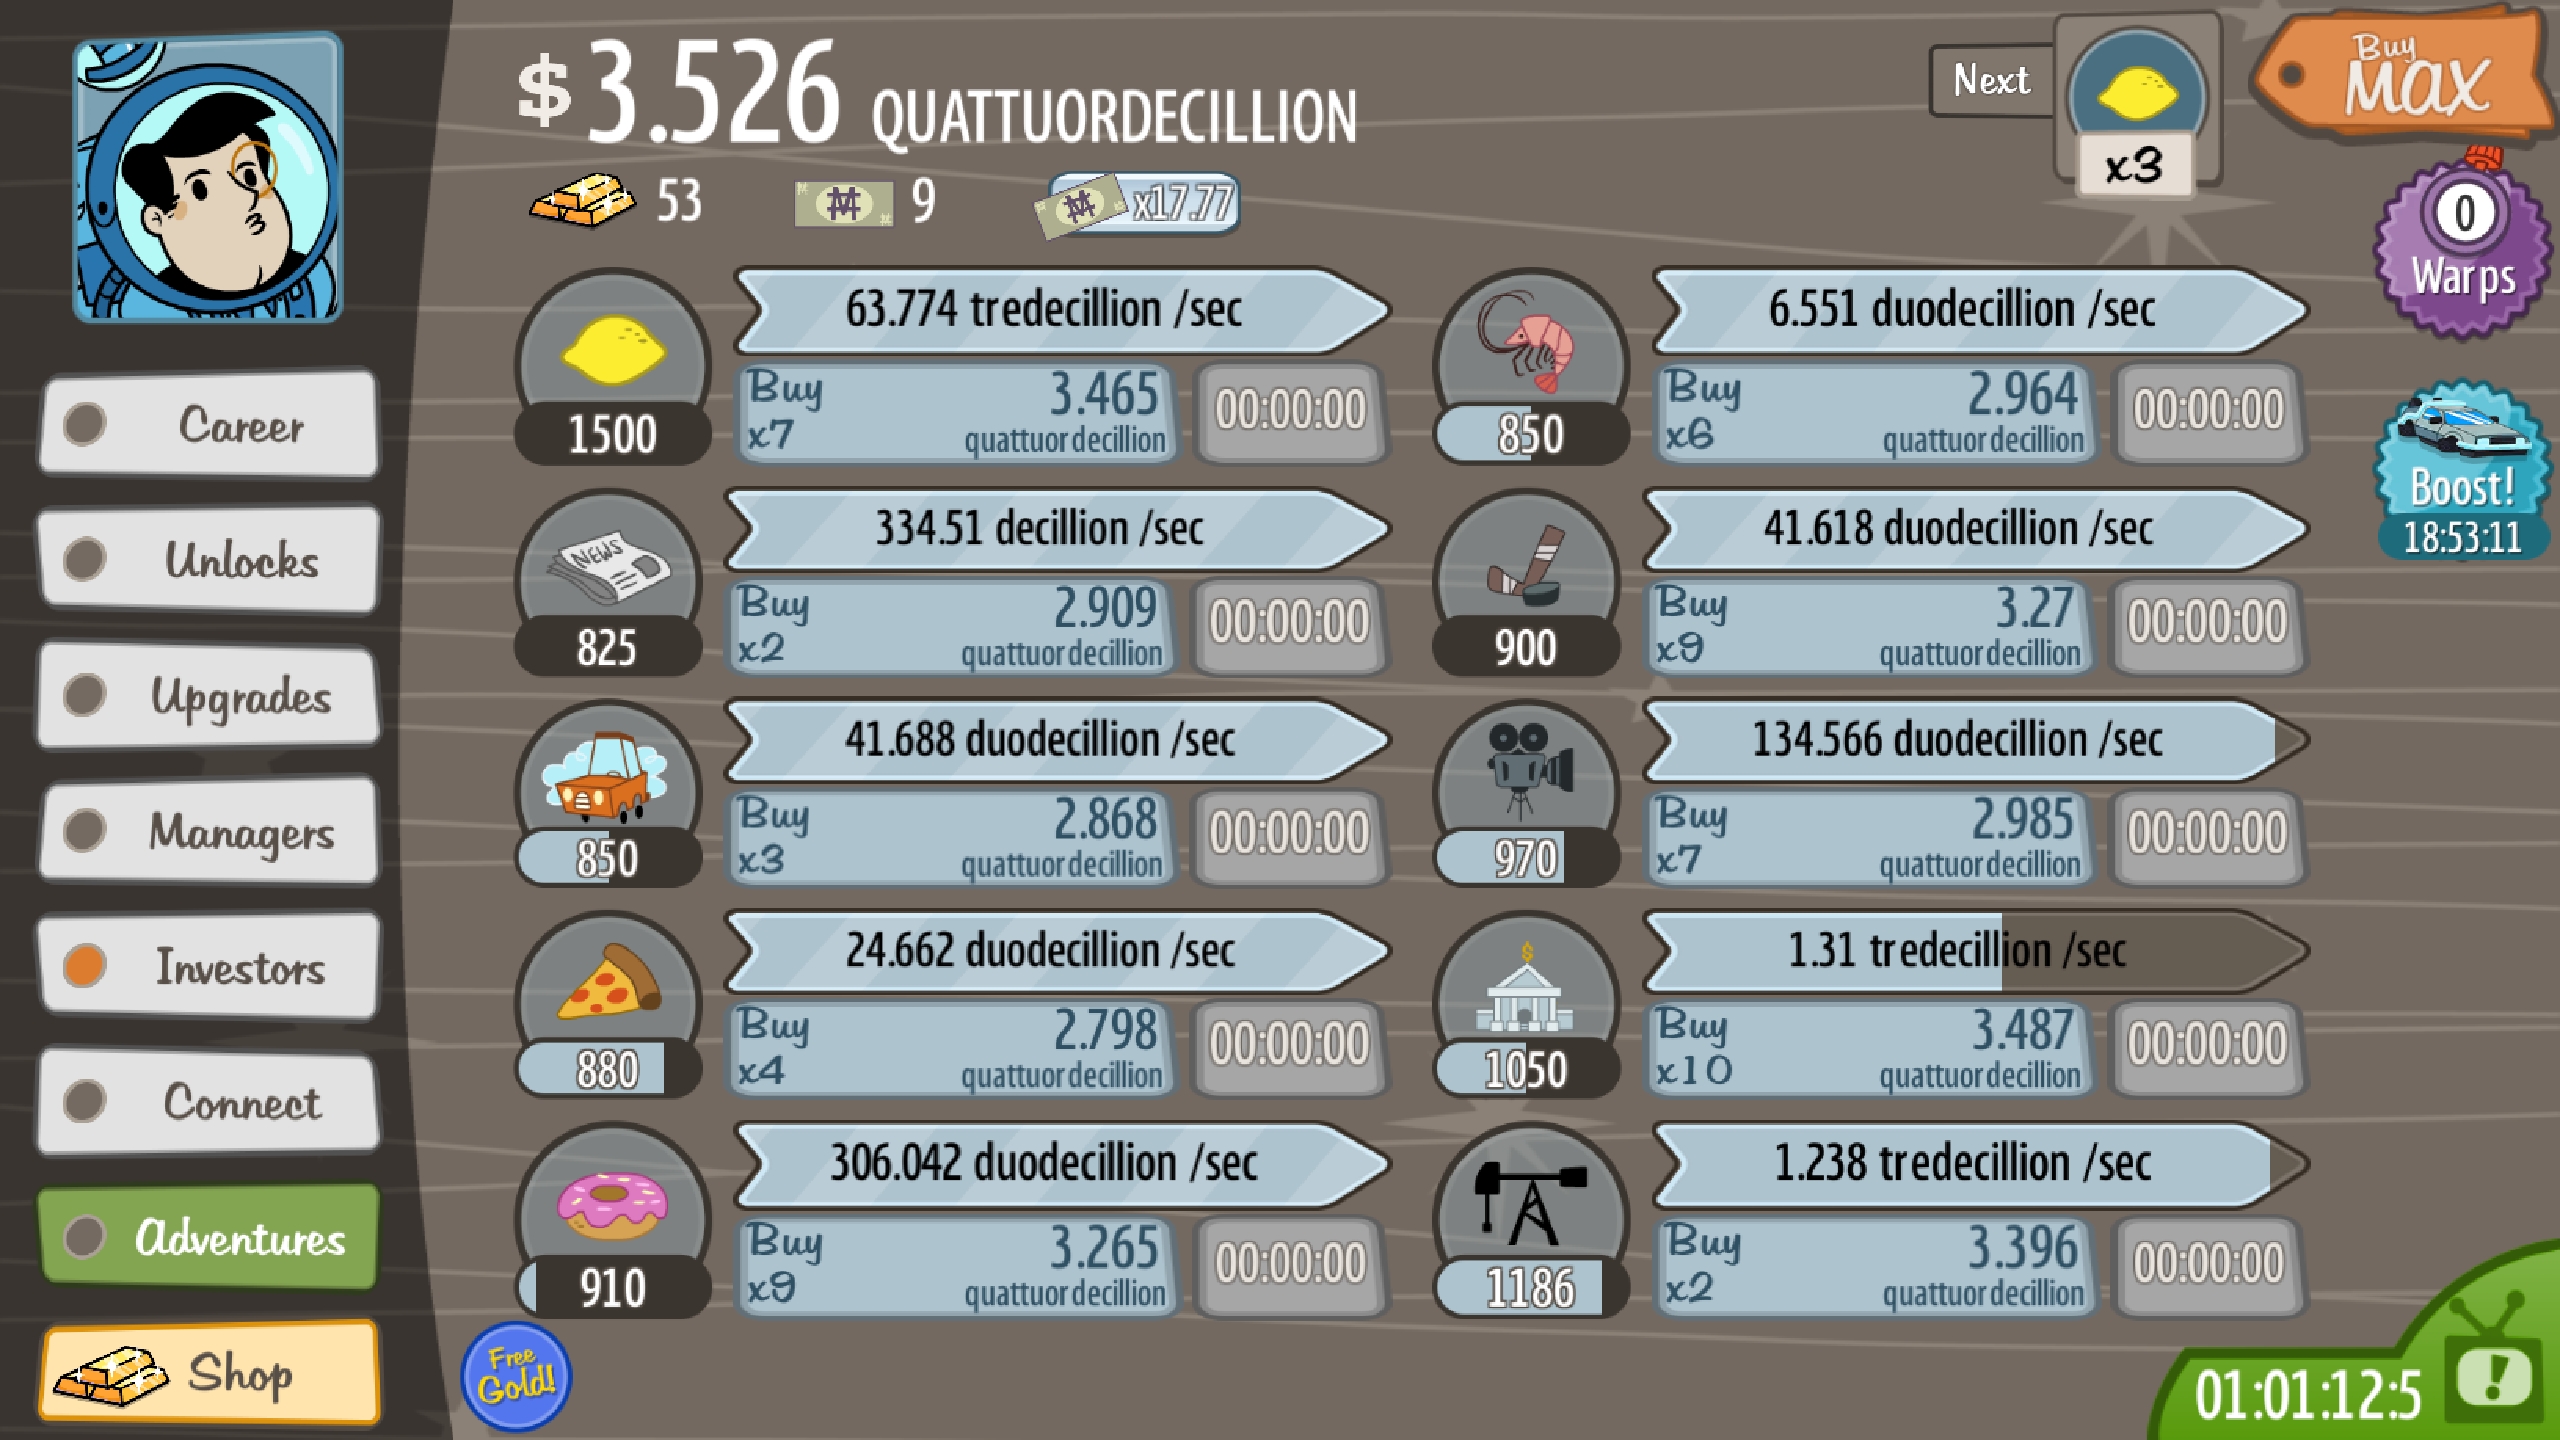 $3.526 QUATTUORDECILLION
53
9
x17.77
Next
x3
Buy
MAX
0
Warps
Boost!
18:53:11
Career
Unlocks
Upgrades
Managers
Investors
Connect
Adventures
Shop
63.774 tredecillion /sec
1500
Buy
x7
3.465
quattuordecillion
00:00:00
NEWS
334.51 decillion /sec
825
Buy
x2
2.909
quattuordecillion
00:00:00
41.688 duodecillion /sec
850
Buy
x3
2.868
quattuordecillion
00:00:00
24.662 duodecillion /sec
880
Buy
x4
2.798
quattuordecillion
00:00:00
306.042 duodecillion /sec
910
Buy
x9
3.265
quattuordecillion
00:00:00
6.551 duodecillion /sec
850
Buy
x6
2.964
quattuordecillion
00:00:00
41.618 duodecillion /sec
900
Buy
x9
3.27
quattuordecillion
00:00:00
134.566 duodecillion /sec
970
Buy
x7
2.985
quattuordecillion
00:00:00
$
1.31 tredecillion /sec
1050
Buy
x10
3.487
quattuordecillion
00:00:00
1.238 tredecillion /sec
1186
Buy
x2
3.396
quattuordecillion
00:00:00
Free
Gold!
01:01:12:5
!